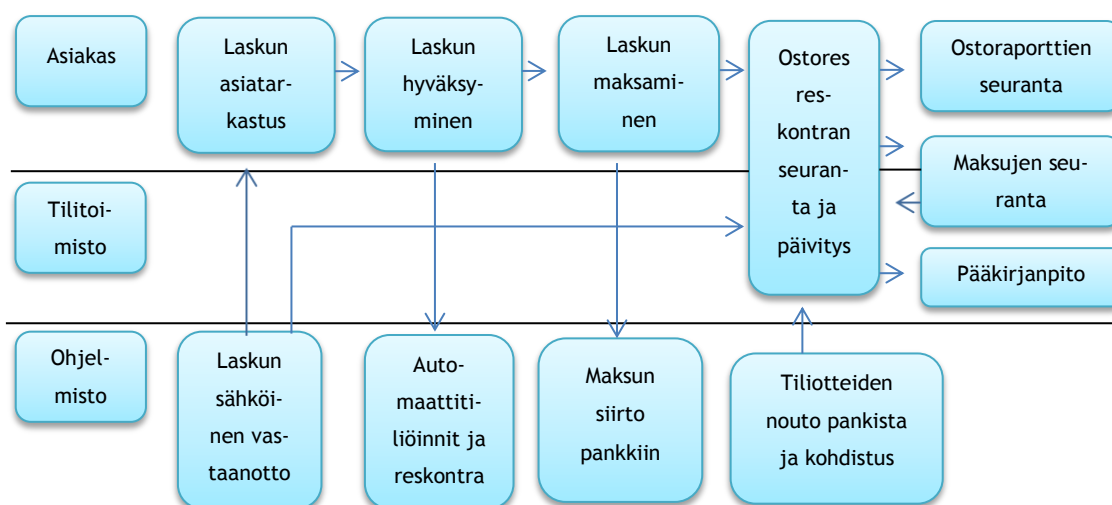 Asiakas
Laskun
asiatar-
kastus
Laskun
hyväksy-
minen
Laskun
maksami-
nen
Ostores
res-
kontran
seuran-
ta ja
päivitys
Ostoraporttien
seuranta
Maksujen seu-
ranta
Pääkirjanpito
Tilitoi-
misto
Ohjel-
misto
Laskun
sähköi-
nen vas-
taanotto
Auto-
maattiti-
liöinnit ja
reskontra
Maksun
siirto
pankkiin
Tiliotteiden
nouto pankista
ja kohdistus